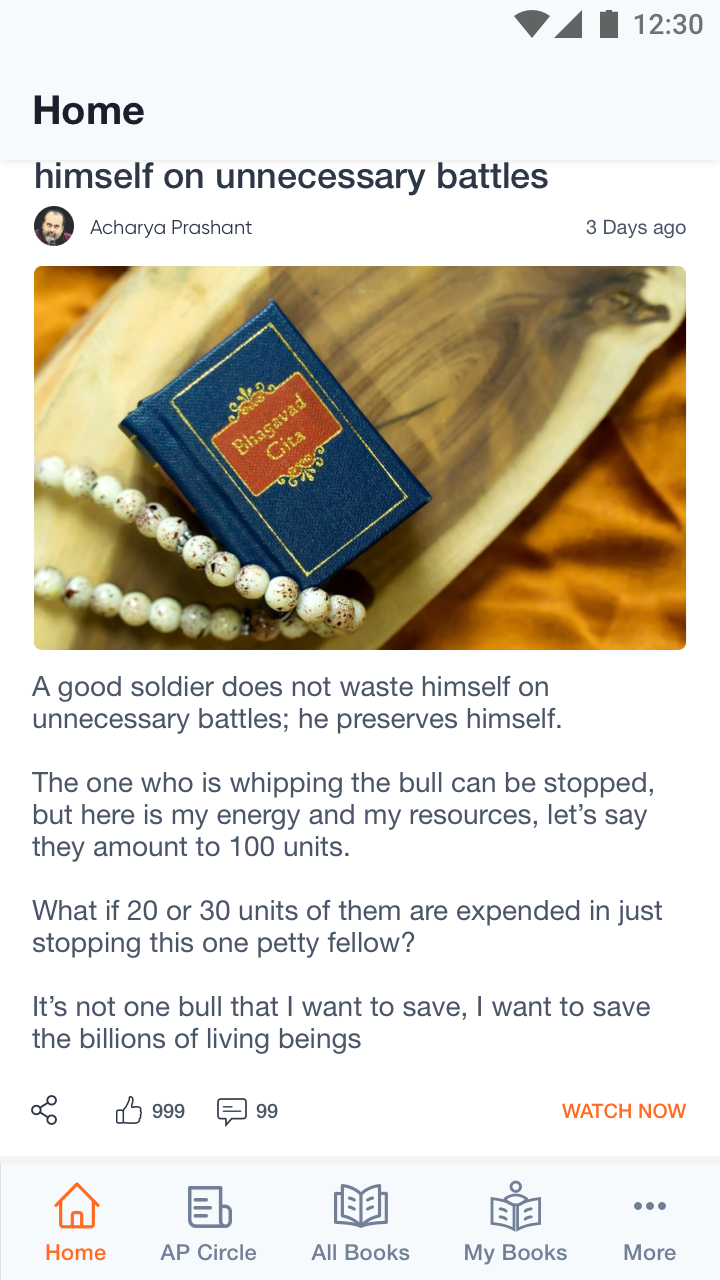 12:30
Home
himself on unnecessary battles
Acharya Prashant
3 Days ago
Bhagavad
Gita
A good soldier does not waste himself on
unnecessary battles; he preserves himself.
The one who is whipping the bull can be stopped,
but here is my energy and my resources, let’s say
they amount to 100 units.
What if 20 or 30 units of them are expended in just
stopping this one petty fellow?
It’s not one bull that I want to save, I want to save
the billions of living beings
999
99
WATCH NOW
Home
AP Circle
All Books
My Books
More